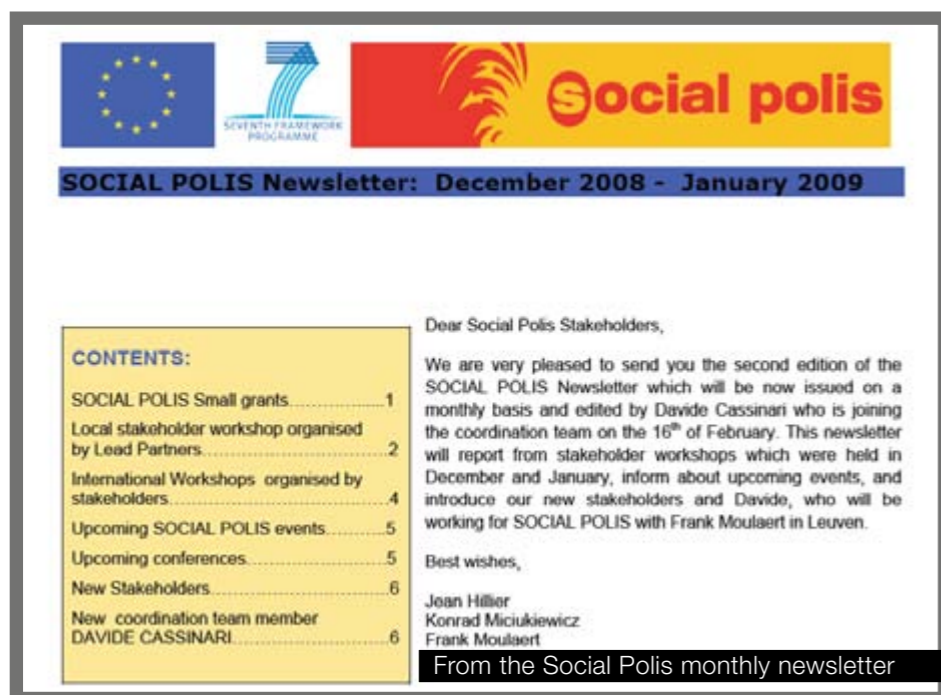 SEVENTH FRAMEWORK
PROGRAMME
Social polis
SOCIAL POLIS Newsletter: December 2008 - January 2009
CONTENTS:
SOCIAL POLIS Small grants..................1
Local stakeholder workshop organised
by Lead Partners...............................2
International Workshops organised by
stakeholders.....................................4
Upcoming SOCIAL POLIS events...........5
Upcoming conferences.......................5
New Stakeholders..............................6
New coordination team member
DAVIDE CASSINARI..........................6
Dear Social Polis Stakeholders,
We are very pleased to send you the second edition of the
SOCIAL POLIS Newsletter which will be now issued on a
monthly basis and edited by Davide Cassinari who is joining
the coordination team on the 16th of February. This newsletter
will report from stakeholder workshops which were held in
December and January, inform about upcoming events, and
introduce our new stakeholders and Davide, who will be
working for SOCIAL POLIS with Frank Moulaert in Leuven.
Best wishes,
Jean Hillier
Konrad Miciukiewicz
Frank Moulaert
From the Social Polis monthly newsletter